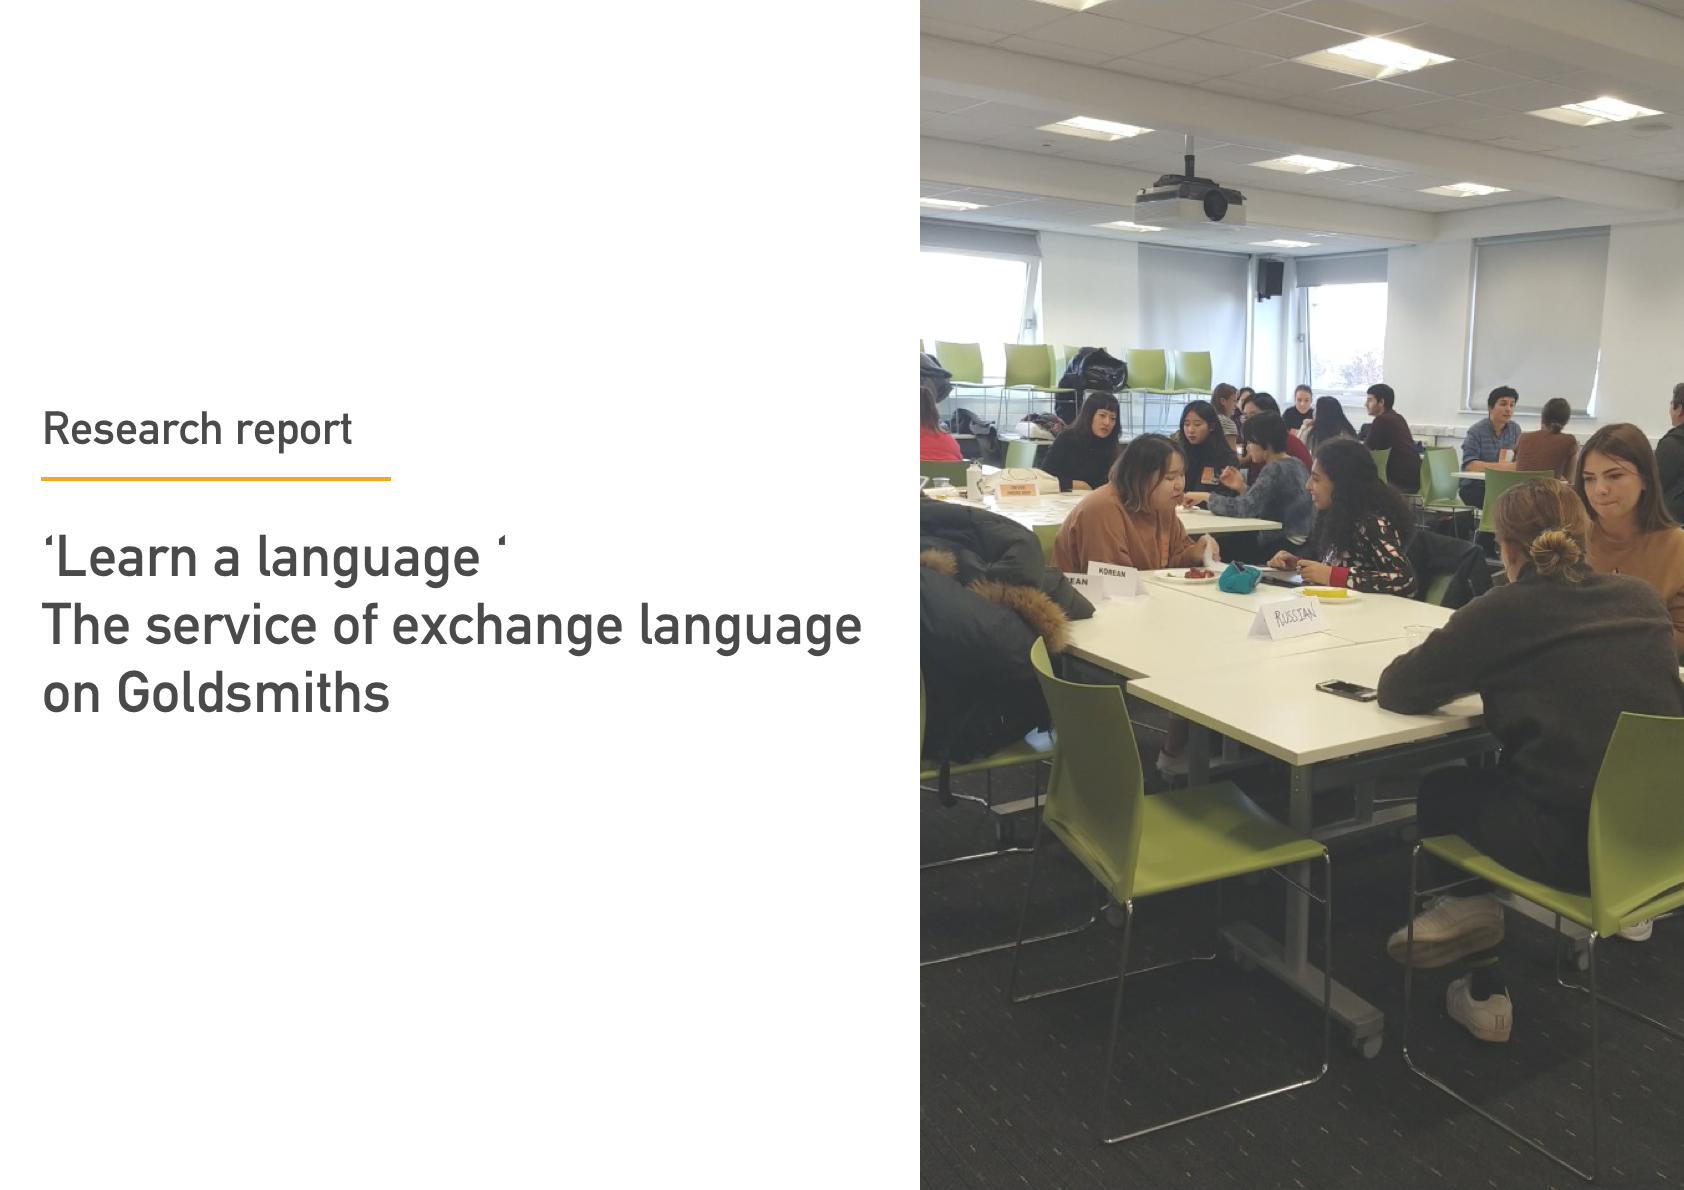 Research report
‘Learn a language ‘
The service of exchange language
on Goldsmiths
EAN
KOREAN
RUSSIAN